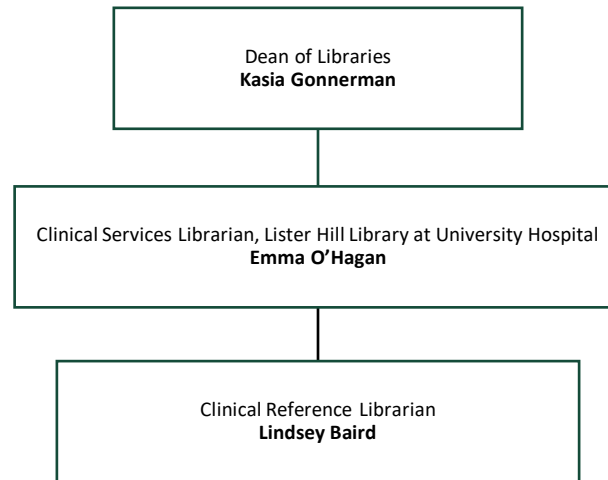 Dean of Libraries
Kasia Gonnerman
Clinical Services Librarian, Lister Hill Library at University Hospital
Emma O’Hagan
Clinical Reference Librarian
Lindsey Baird